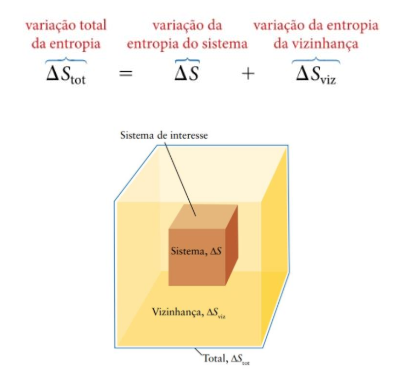 variação total da entropia
variação da entropia do sistema
variação da entropia da vizinhança
ΔS_tot = ΔS + ΔS_viz
Sistema de interesse
Sistema, ΔS
Vizinhança, ΔS_viz
Total, ΔS_tot